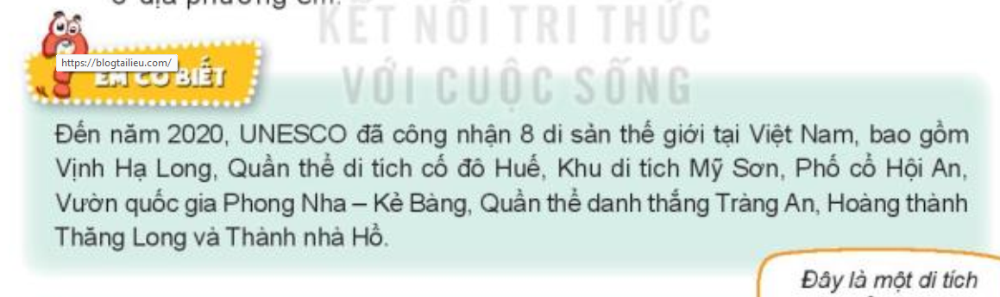 KẾT NỐI TRI THỨC
https://blogtailieu.com/
EM CÓ BIẾT
VỚI CUỘC SỐNG
Đến năm 2020, UNESCO đã công nhận 8 di sản thế giới tại Việt Nam, bao gồm
Vịnh Hạ Long, Quần thể di tích cố đô Huế, Khu di tích Mỹ Sơn, Phố cổ Hội An,
Vườn quốc gia Phong Nha – Kẻ Bàng, Quần thể danh thắng Tràng An, Hoàng thành
Thăng Long và Thành nhà Hồ.
Đây là một di tích